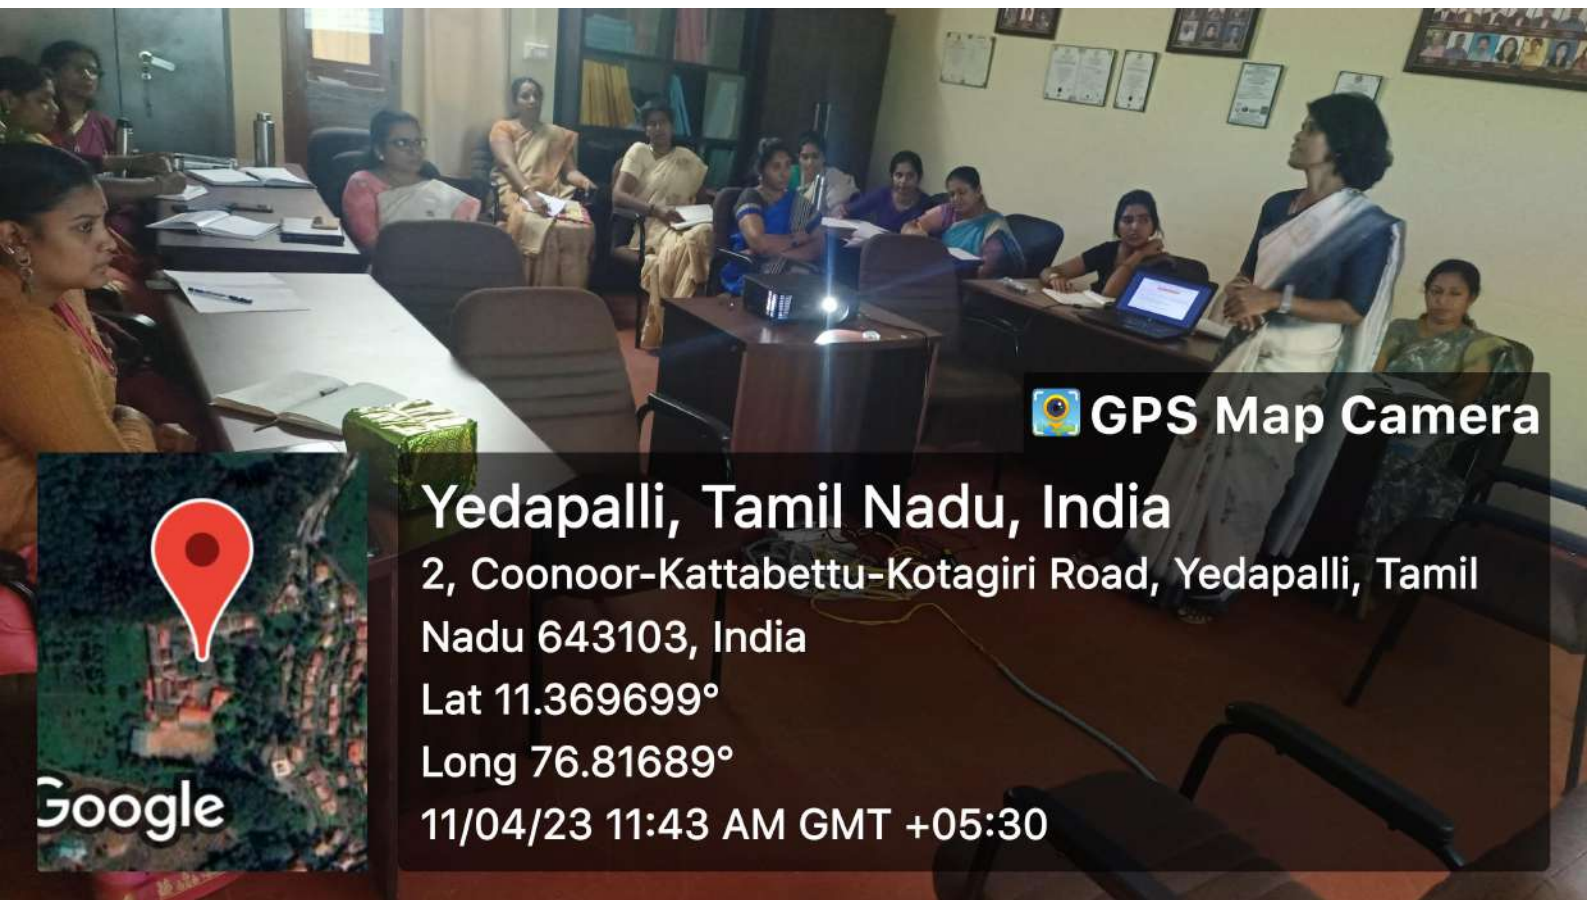 GPS Map Camera
Yedapalli, Tamil Nadu, India
2, Coonoor-Kattabettu-Kotagiri Road, Yedapalli, Tamil
Nadu 643103, India
Lat 11.369699°
Long 76.81689°
11/04/23 11:43 AM GMT +05:30
Google